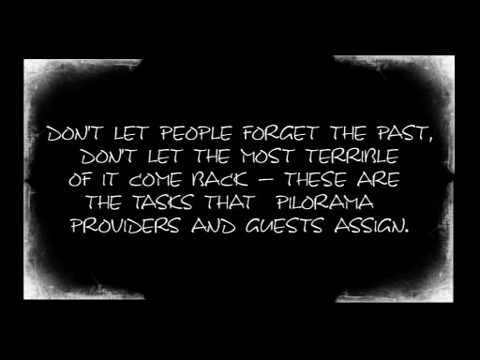 DON'T LET PEOPLE FORGET THE PAST,
DON'T LET THE MOST TERRIBLE
OF IT COME BACK – THESE ARE
THE TASKS THAT PILORAMA
PROVIDERS AND GUESTS ASSIGN.